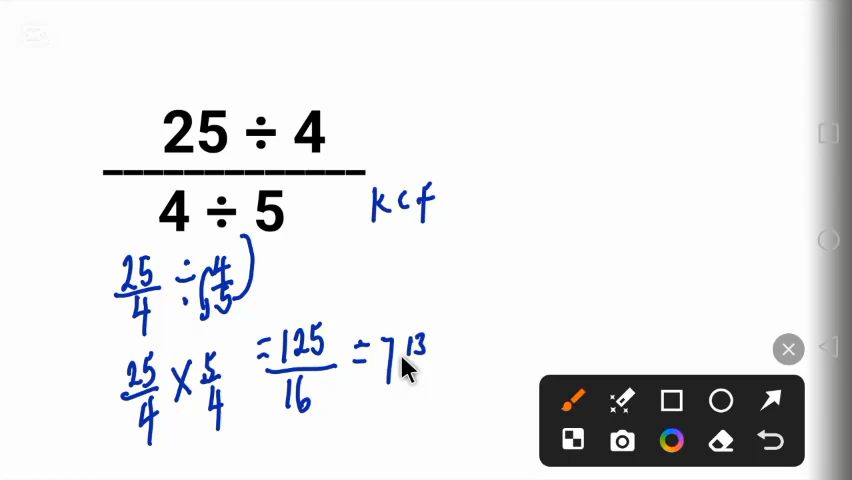 25 ÷ 4
4 ÷ 5
KCF
25/4 ÷ (4/5)
25/4 × 5/4 = 125/16 = 7 13